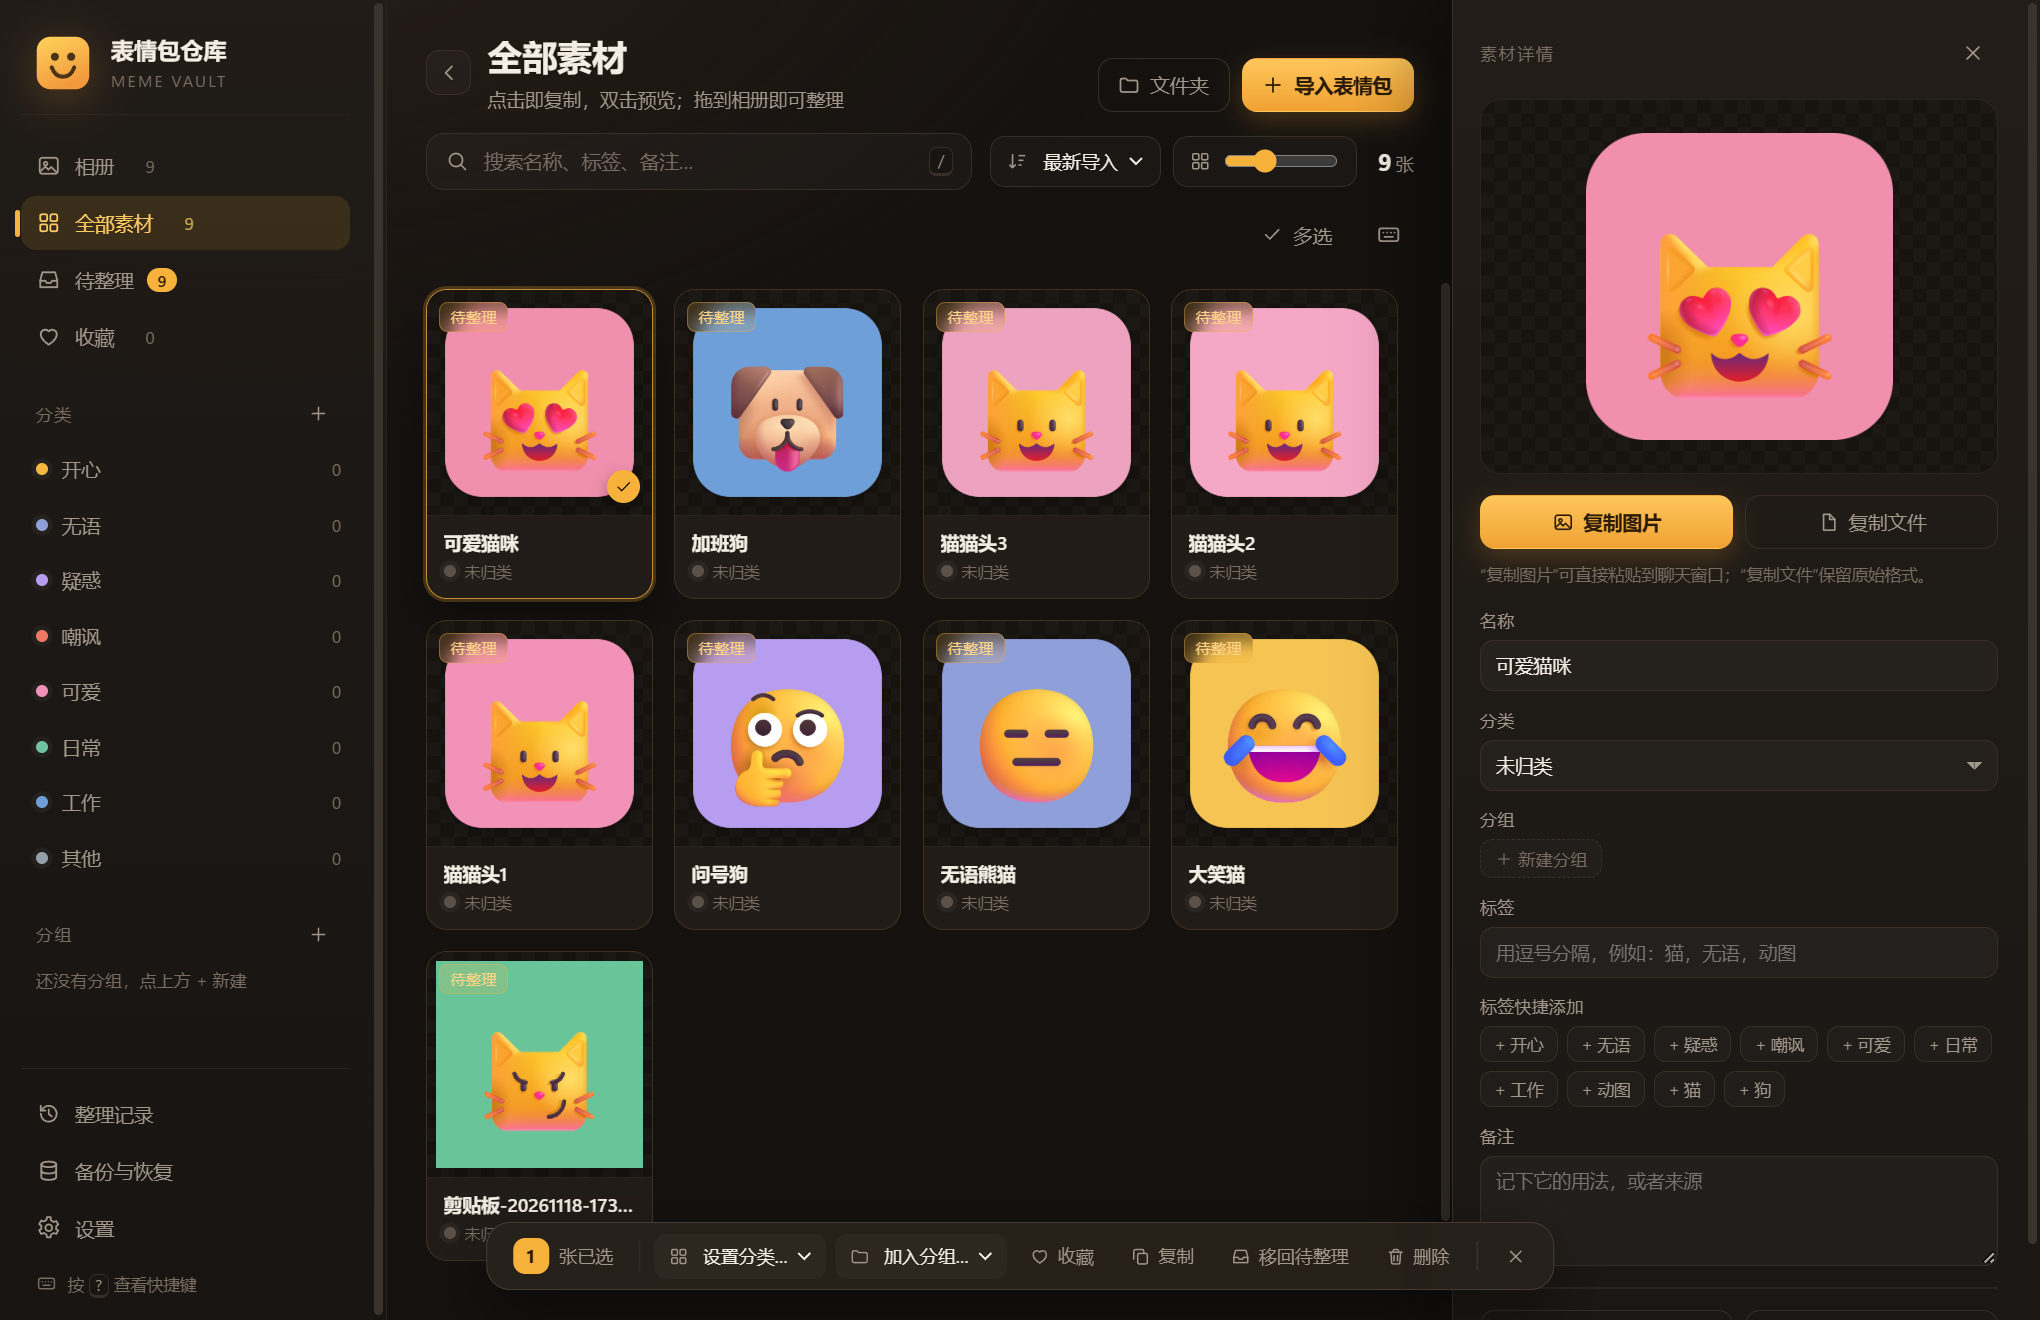 表情包仓库
MEME VAULT
相册 9
全部素材 9
待整理 9
收藏 0
分类
开心 0
无语 0
疑惑 0
嘲讽 0
可爱 0
日常 0
工作 0
其他 0
分组
还没有分组，点上方 + 新建
整理记录
备份与恢复
设置
按 ? 查看快捷键
全部素材
点击即复制，双击预览；拖到相册即可整理
文件夹
导入表情包
搜索名称、标签、备注... /
最新导入
9 张
多选
待整理
可爱猫咪
未归类
待整理
加班狗
未归类
待整理
猫猫头3
未归类
待整理
猫猫头2
未归类
待整理
猫猫头1
未归类
待整理
问号狗
未归类
待整理
无语熊猫
未归类
待整理
大笑猫
未归类
待整理
剪贴板-20261118-173...
未归
1 张已选
设置分类...
加入分组...
收藏
复制
移回待整理
删除
素材详情
复制图片
复制文件
“复制图片”可直接粘贴到聊天窗口；“复制文件”保留原始格式。
名称
可爱猫咪
分类
未归类
分组
+ 新建分组
标签
用逗号分隔，例如：猫，无语，动图
标签快捷添加
+ 开心 + 无语 + 疑惑 + 嘲讽 + 可爱 + 日常
+ 工作 + 动图 + 猫 + 狗
备注
记下它的用法，或者来源